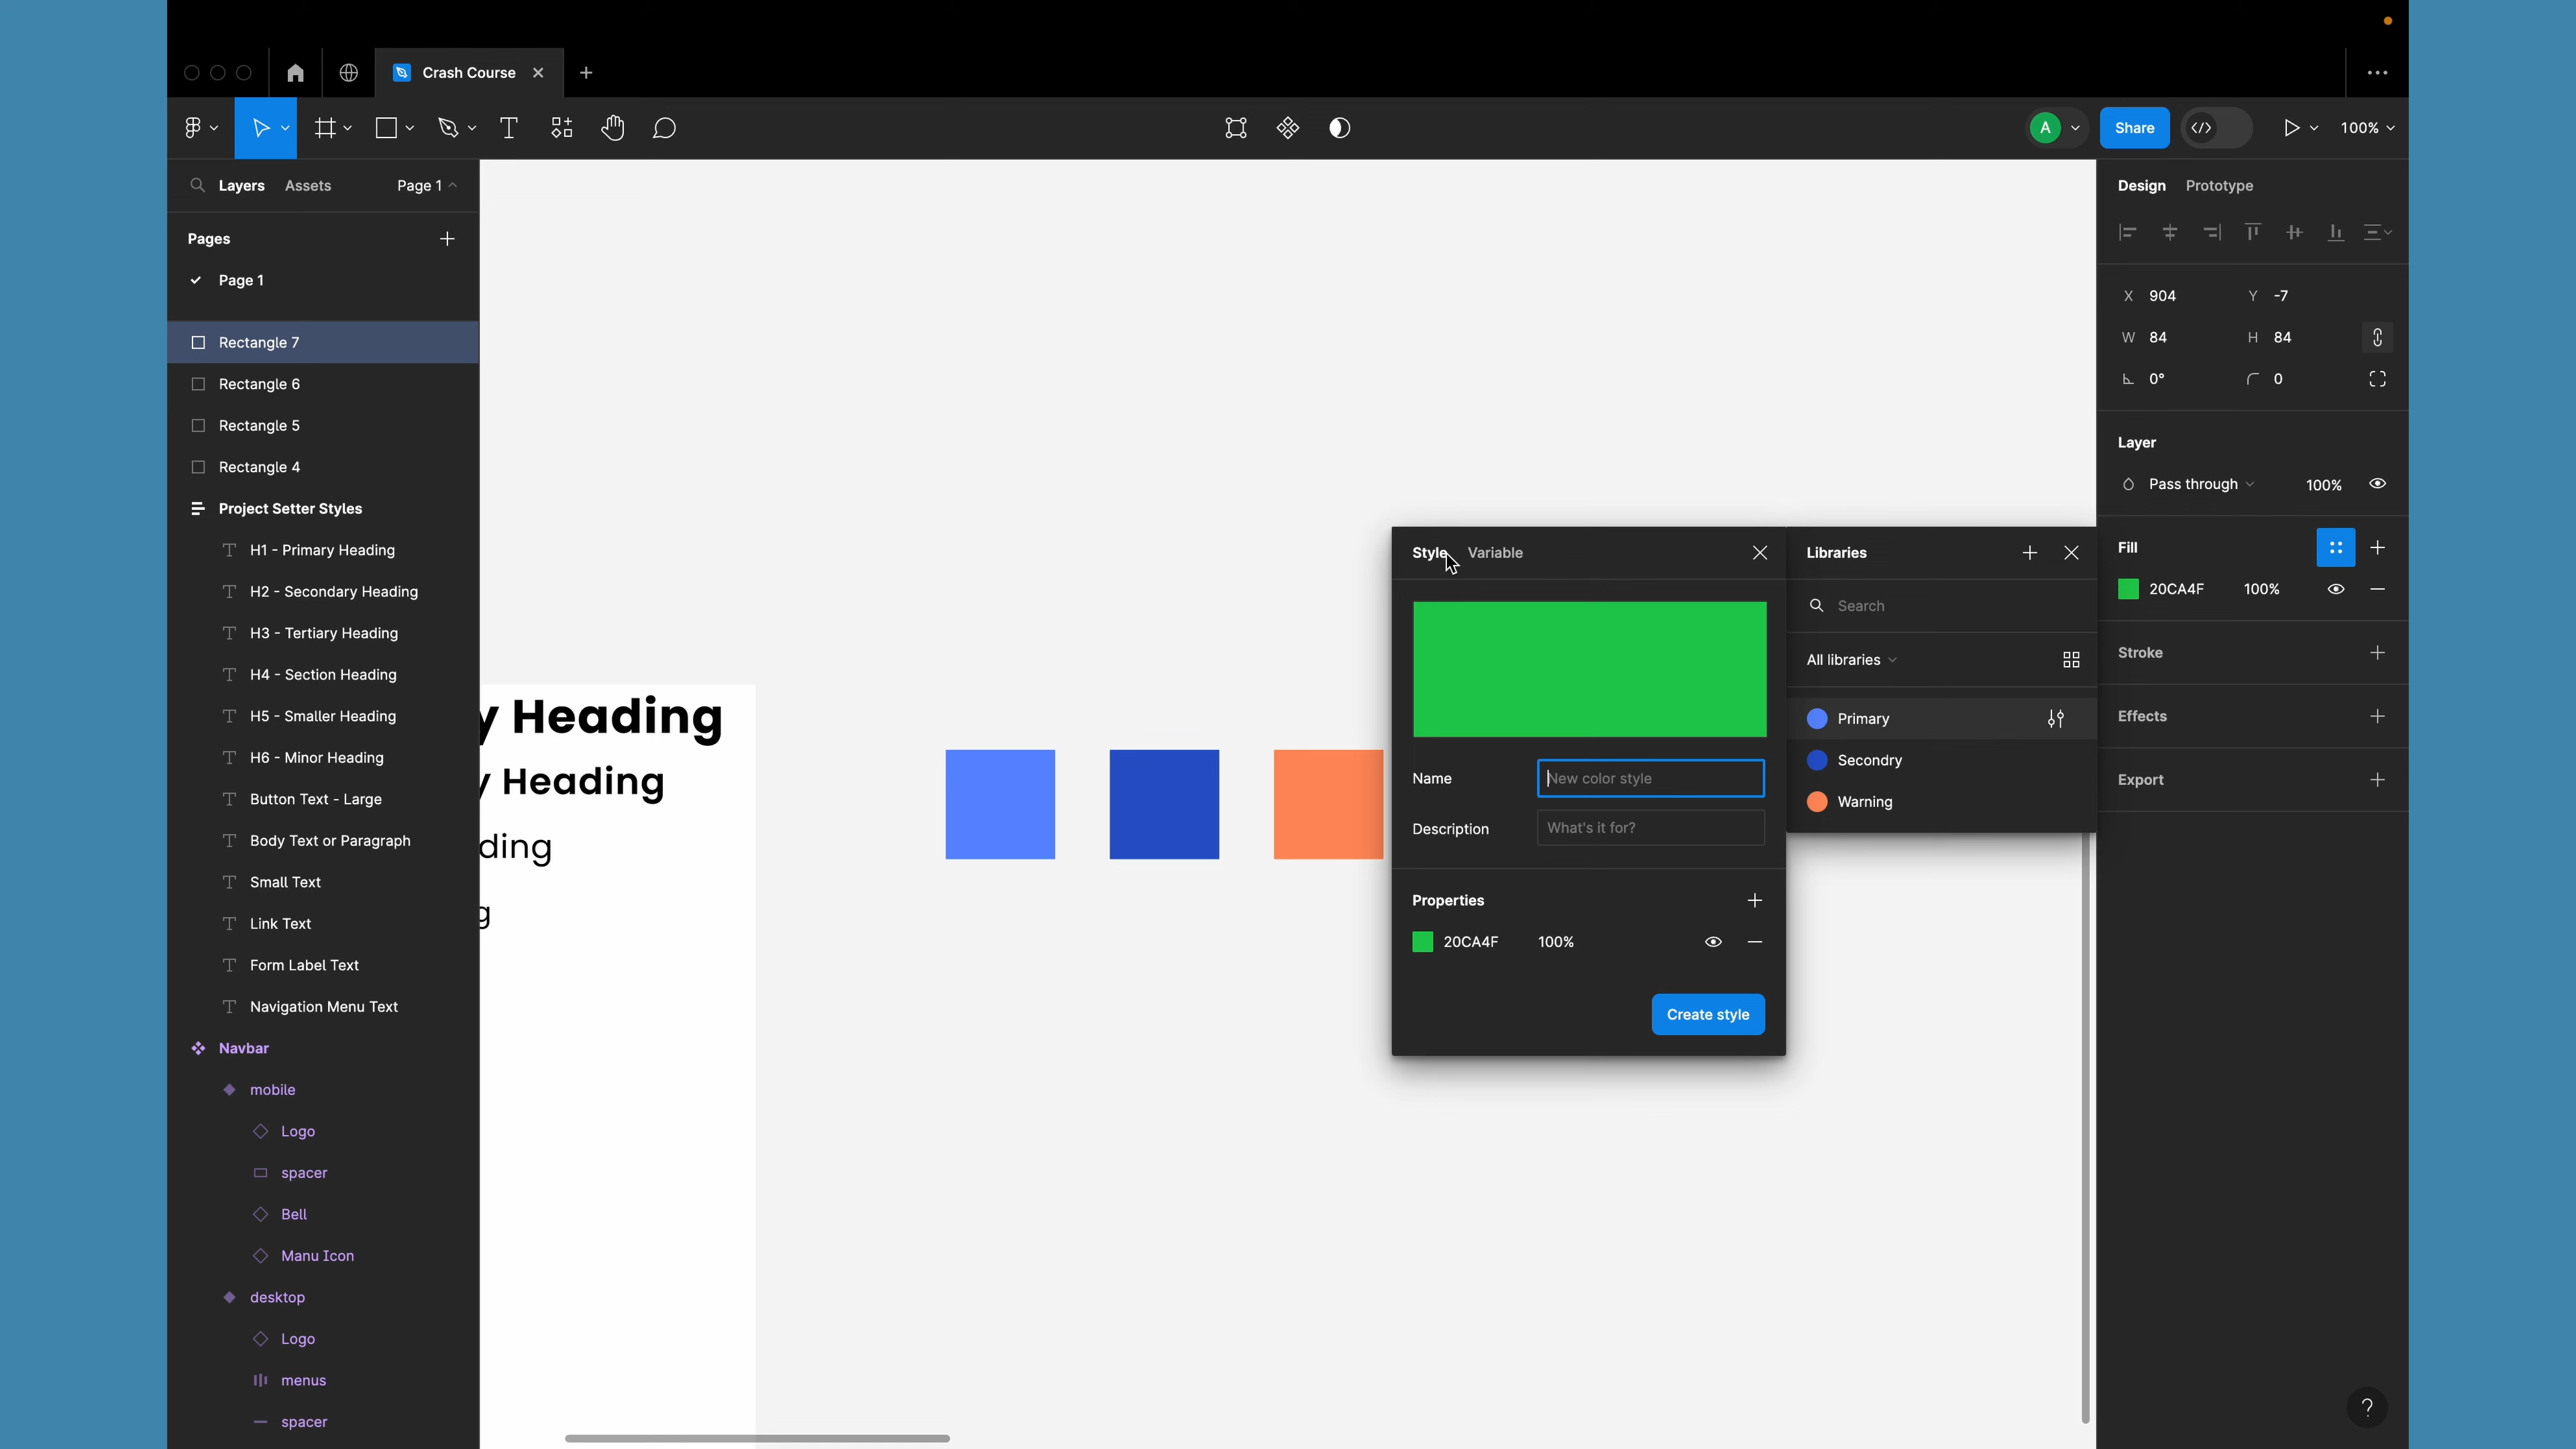 Crash Course
A
Share
100%
Layers Assets Page 1
Pages
Page 1
Rectangle 7
Rectangle 6
Rectangle 5
Rectangle 4
Project Setter Styles
H1 - Primary Heading
H2 - Secondary Heading
H3 - Tertiary Heading
H4 - Section Heading
H5 - Smaller Heading
H6 - Minor Heading
Button Text - Large
Body Text or Paragraph
Small Text
Link Text
Form Label Text
Navigation Menu Text
Navbar
mobile
Logo
spacer
Bell
Manu Icon
desktop
Logo
menus
spacer
y Heading
y Heading
ding
g
Style Variable
Name New color style
Description What's it for?
Properties
20CA4F 100%
Create style
Libraries
Search
All libraries
Primary
Secondry
Warning
Design Prototype
X 904 Y -7
W 84 H 84
0° 0
Layer
Pass through 100%
Fill
20CA4F 100%
Stroke
Effects
Export
?